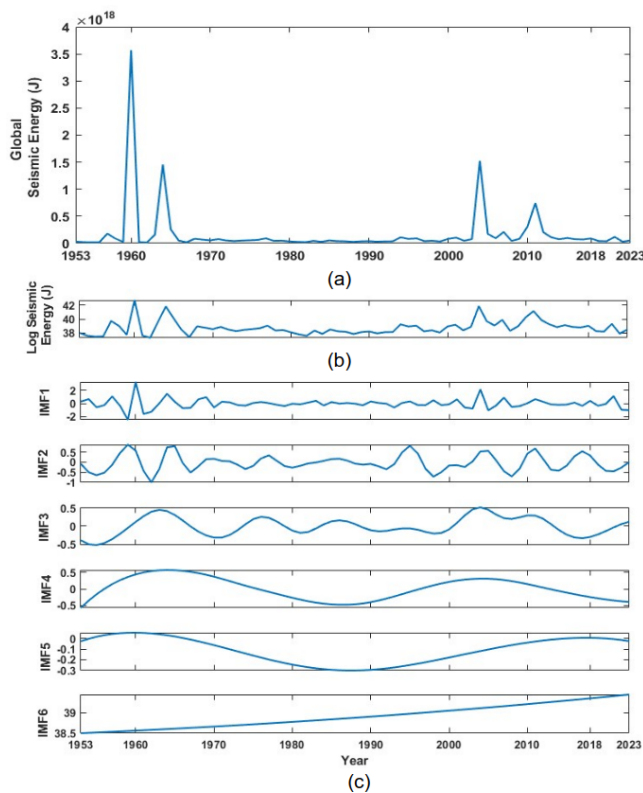 ×10^18
4
3.5
3
2.5
2
1.5
1
0.5
0
Global
Seismic Energy (J)
1953 1960 1970 1980 1990 2000 2010 2018 2023
(a)
Log Seismic
Energy (J)
42
40
38
(b)
IMF1
2
0
-2
IMF2
0.5
0
-0.5
-1
IMF3
0.5
0
-0.5
IMF4
0.5
0
-0.5
IMF5
0
-0.1
-0.2
-0.3
IMF6
39
38.5
1953 1960 1970 1980 1990 2000 2010 2018 2023
Year
(c)